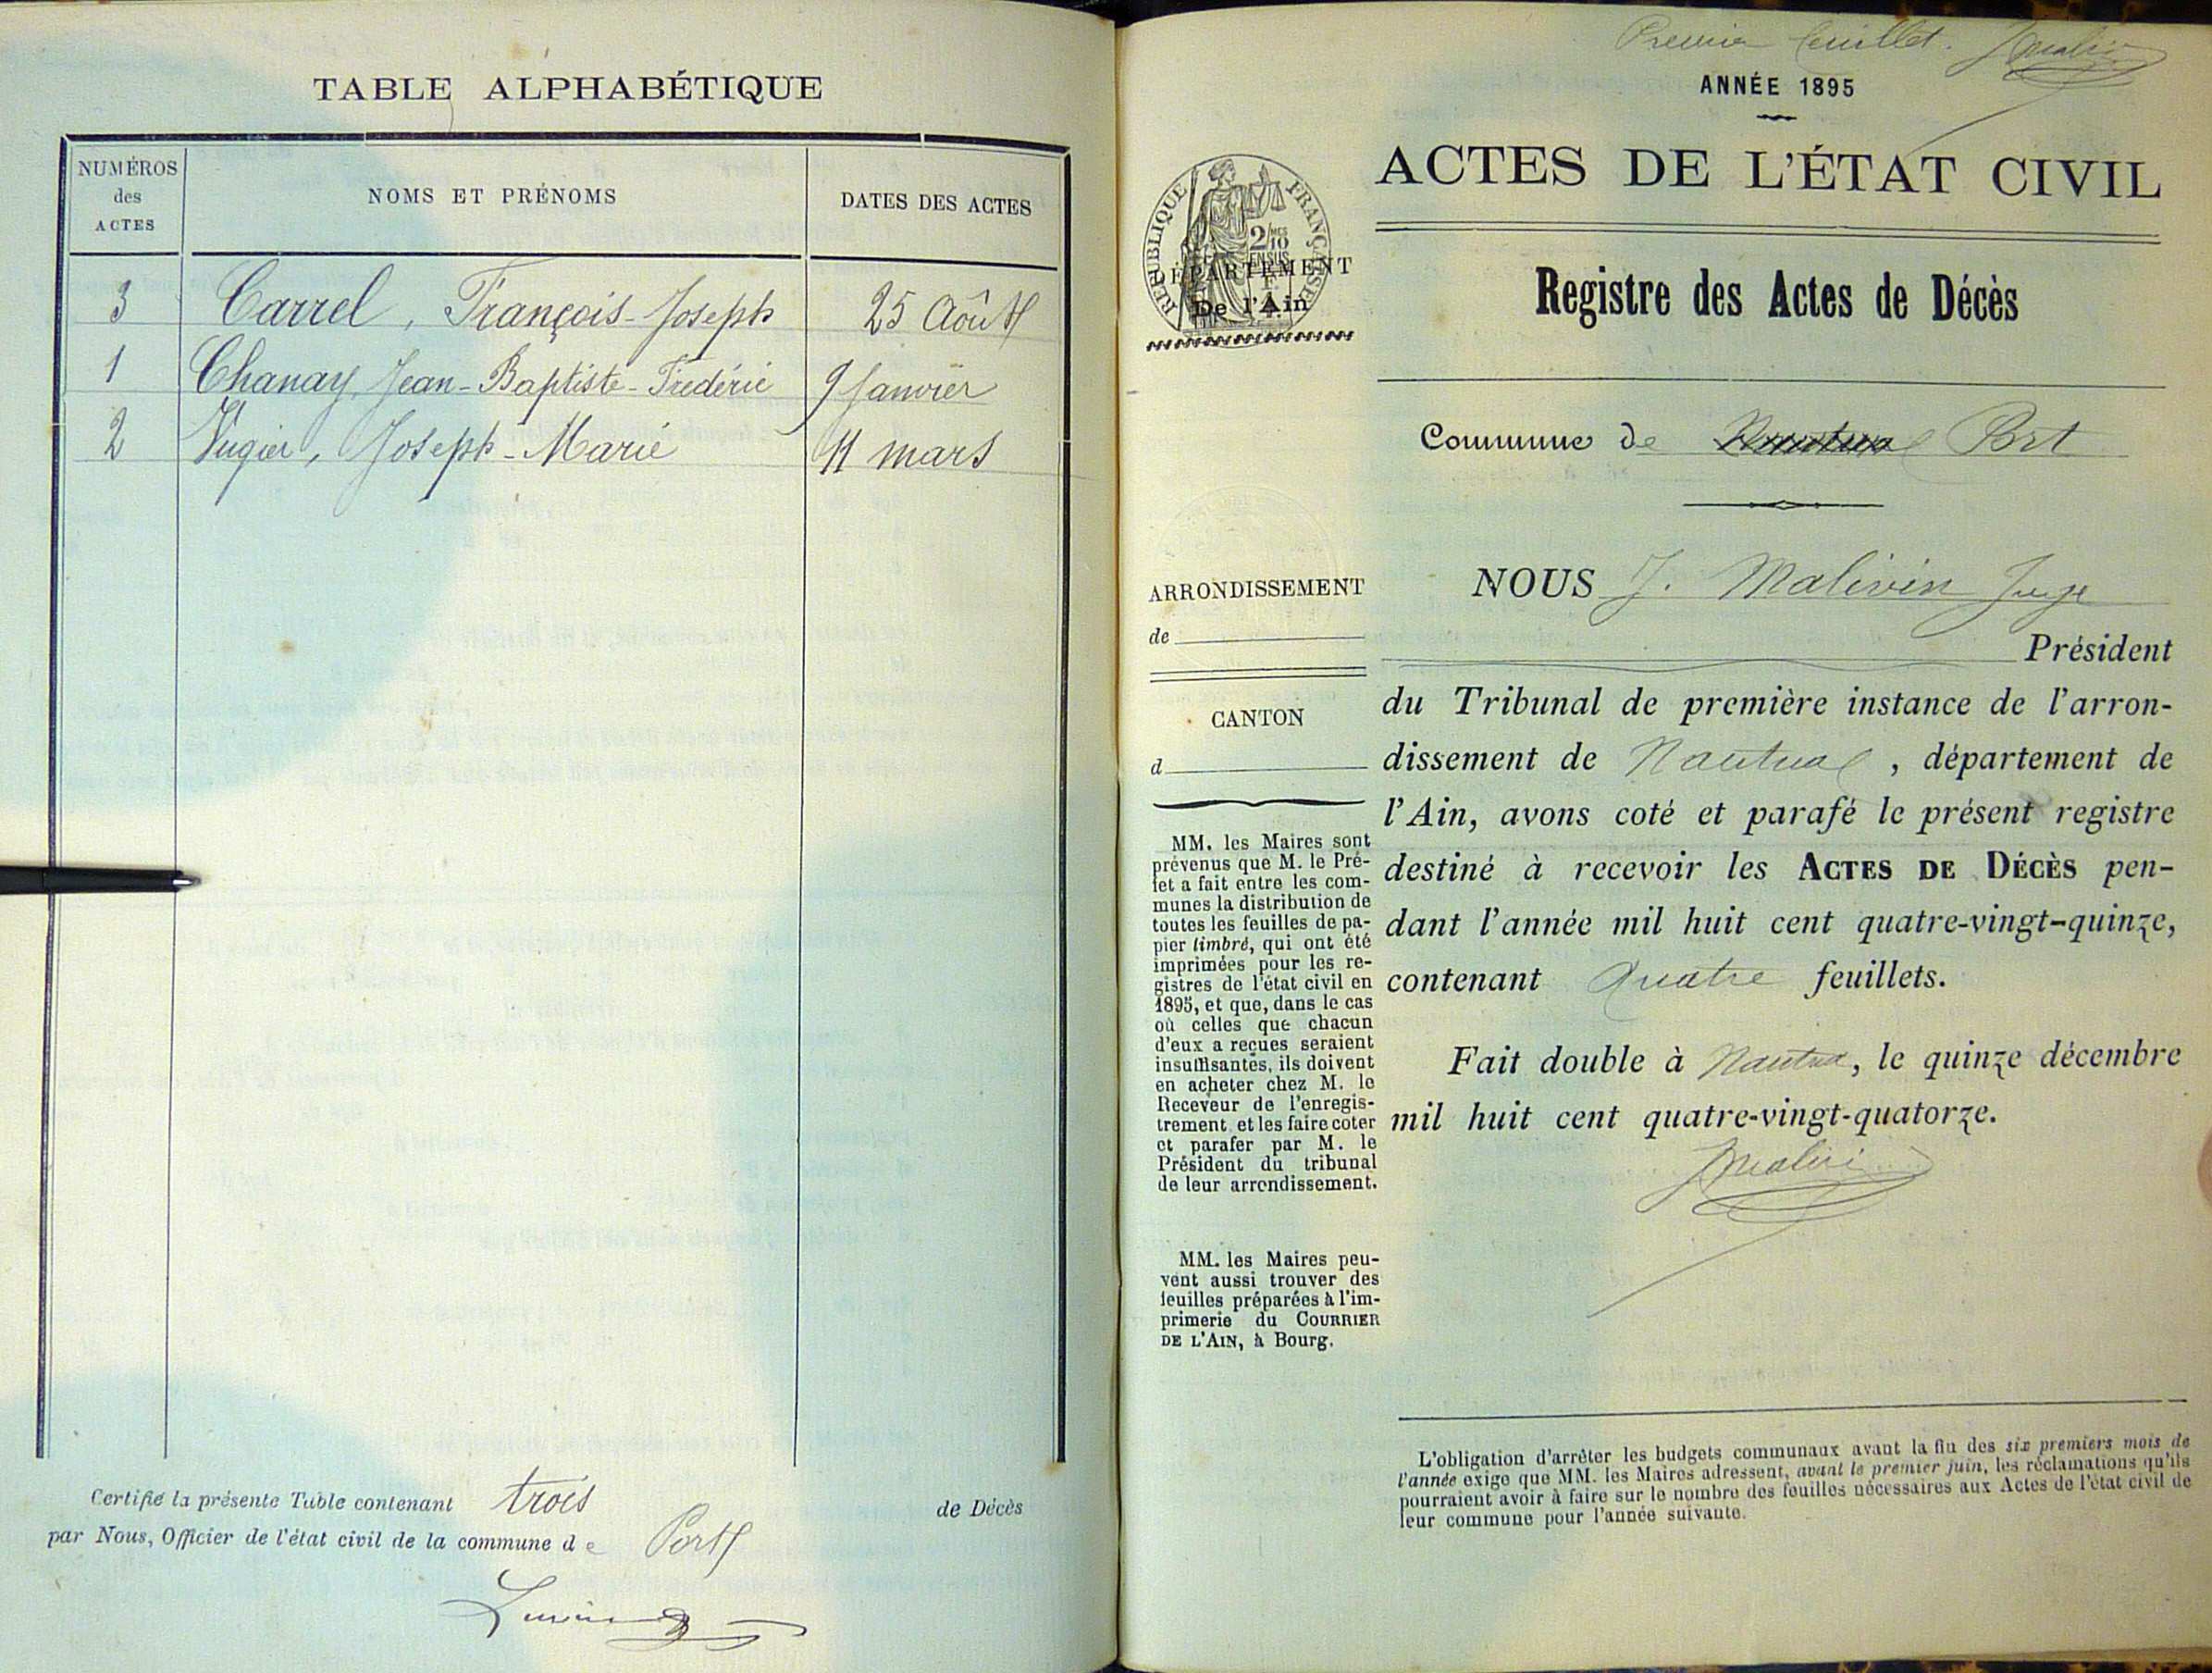 TABLE ALPHABÉTIQUE
NUMÉROS
des
ACTES
NOMS ET PRÉNOMS
DATES DES ACTES
3 Carrel, François-Joseph 25 Août
1 Chanay, Jean-Baptiste-Fréderic 9 Janvier
2 Vugier, Joseph-Marie 11 mars
Certifié la présente Table contenant trois de Décès
par Nous, Officier de l'état civil de la commune de Port
Premier feuillet.
ANNÉE 1895
ACTES DE L'ÉTAT CIVIL
RÉPUBLIQUE FRANÇAISE
2/10
EN SUS
DÉPARTEMENT
De l'Ain
Registre des Actes de Décès
Commune de Port
ARRONDISSEMENT
de
CANTON
d
MM. les Maires sont
prévenus que M. le Pré-
fet a fait entre les com-
munes la distribution de
toutes les feuilles de pa-
pier timbré, qui ont été
imprimées pour les re-
gistres de l'état civil en
1895, et que, dans le cas
où celles que chacun
d'eux a reçues seraient
insuffisantes, ils doivent
en acheter chez M. le
Receveur de l'enregis-
trement et les faire coter
et parafer par M. le
Président du tribunal
de leur arrondissement.
MM. les Maires peu-
vent aussi trouver des
feuilles préparées à l'im-
primerie du COURRIER
DE L'AIN, à Bourg.
NOUS J. Malivin Juge
Président
du Tribunal de première instance de l'arron-
dissement de Nantua, département de
l'Ain, avons coté et parafé le présent registre
destiné à recevoir les ACTES DE DÉCÈS pen-
dant l'année mil huit cent quatre-vingt-quinze,
contenant Quatre feuillets.
Fait double à Nantua, le quinze décembre
mil huit cent quatre-vingt-quatorze.
L'obligation d'arrêter les budgets communaux avant la fin des six premiers mois de
l'année exige que MM. les Maires adressent, avant le premier juin, les réclamations qu'ils
pourraient avoir à faire sur le nombre des feuilles nécessaires aux Actes de l'état civil de
leur commune pour l'année suivante.